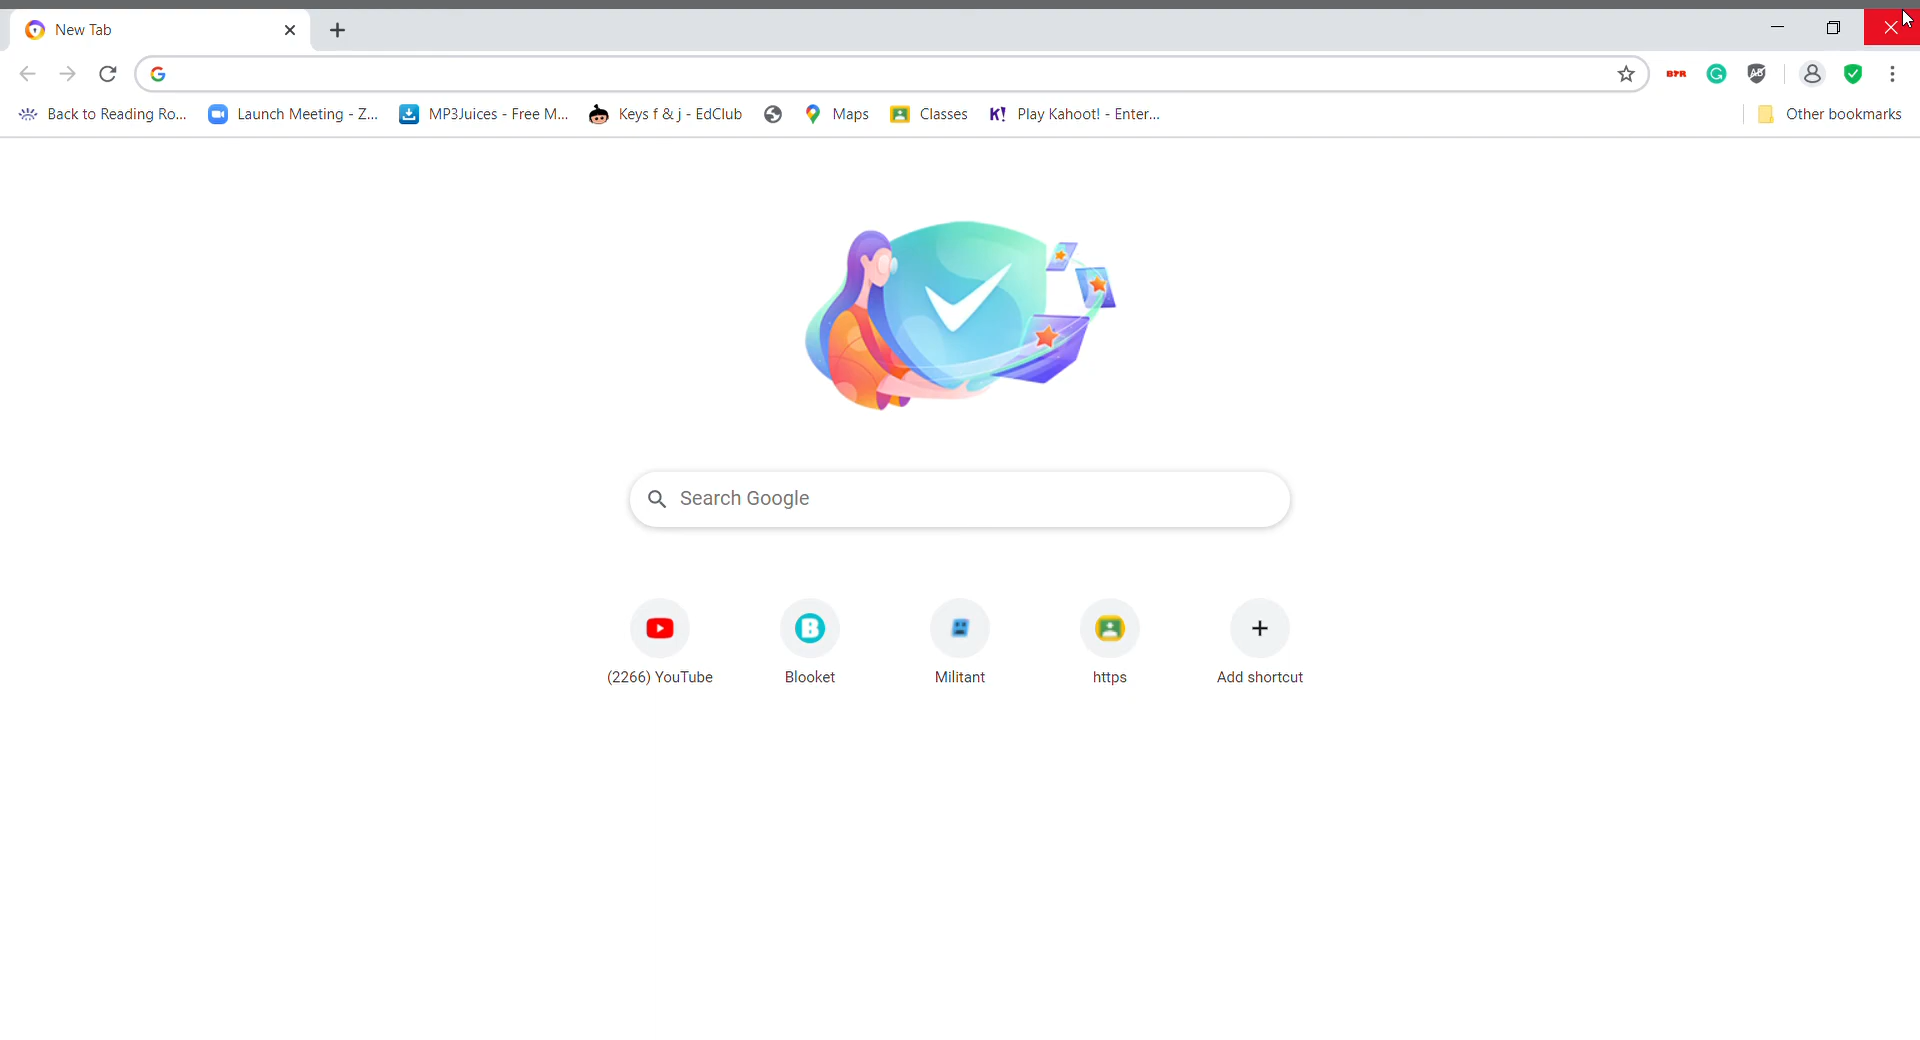 New Tab
Back to Reading Ro...
Launch Meeting - Z...
MP3Juices - Free M...
Keys f & j - EdClub
Maps
Classes
K! Play Kahoot! - Enter...
Other bookmarks
Search Google
(2266) YouTube
Blooket
Militant
https
Add shortcut